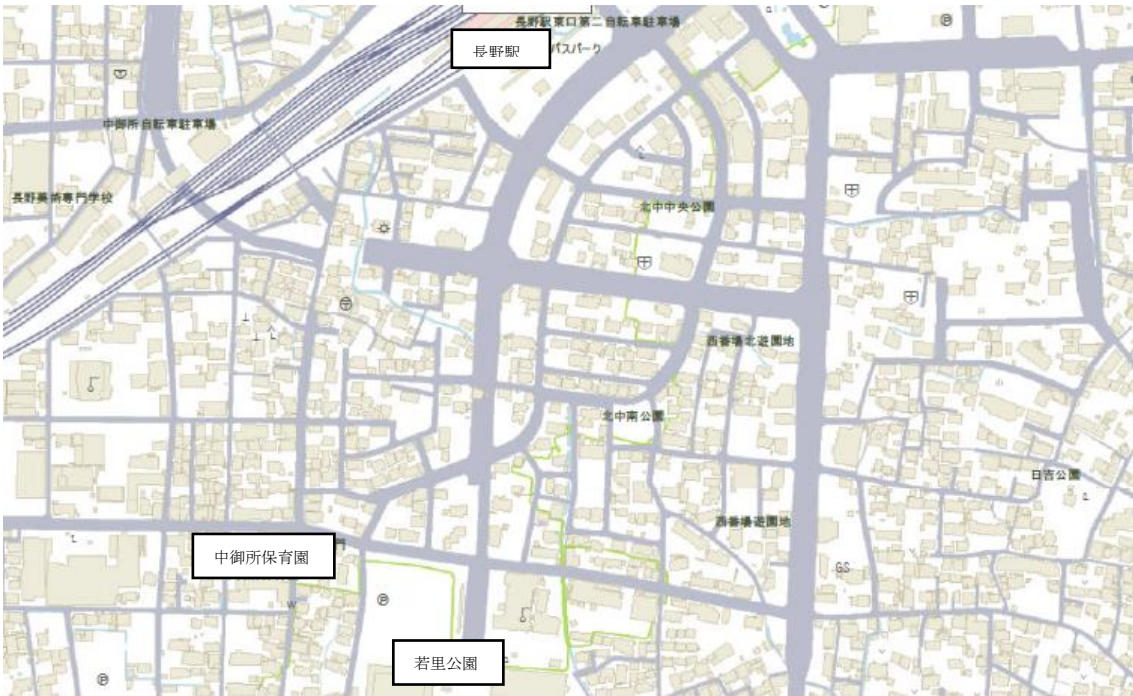 長野駅東口第二自転車駐車場
長野駅
バスパーク
中御所自転車駐車場
長野美術専門学校
北中中央公園
西番場北遊園地
北中南公園
日吉公園
西番場遊園地
GS
中御所保育園
若里公園